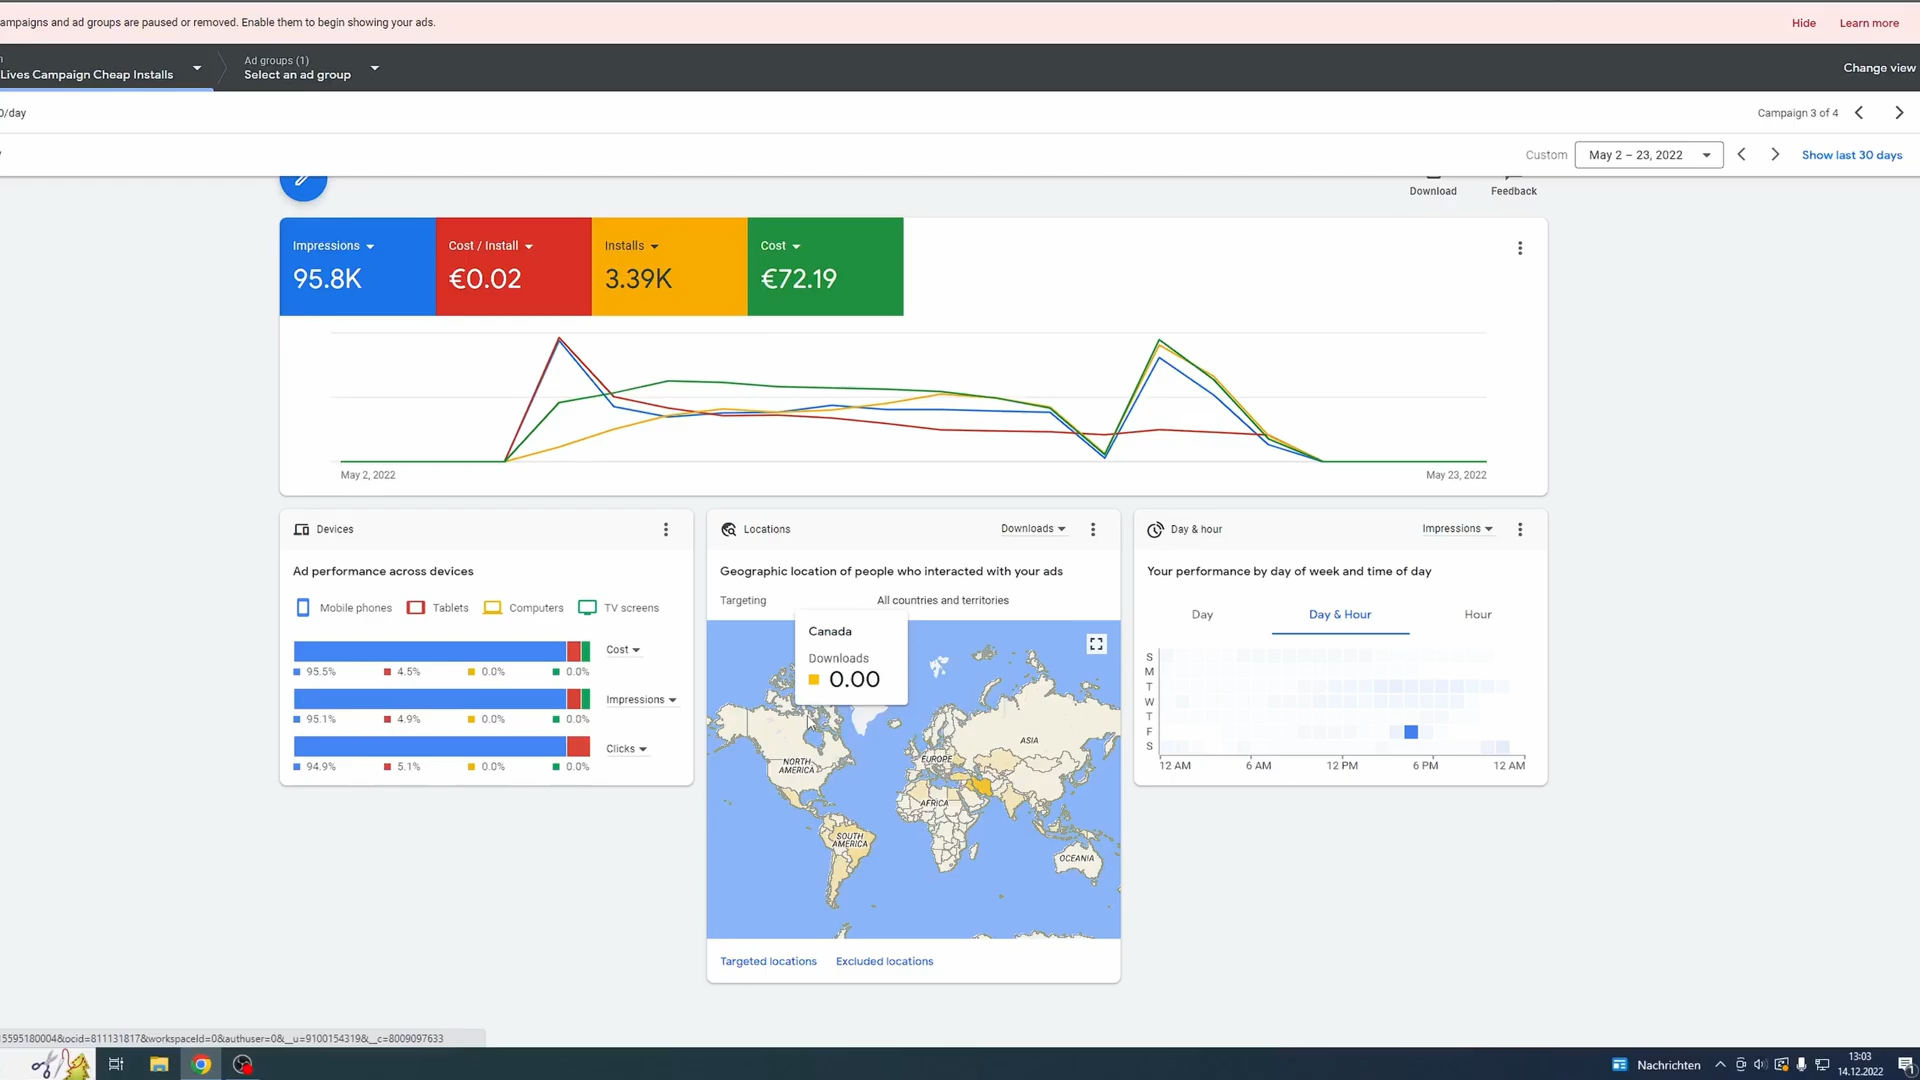 ampaigns and ad groups are paused or removed. Enable them to begin showing your ads.
Hide
Learn more
Lives Campaign Cheap Installs
Ad groups (1)
Select an ad group
Change view
0/day
Campaign 3 of 4
Custom
May 2 – 23, 2022
Show last 30 days
Download
Feedback
Impressions
95.8K
Cost / Install
€0.02
Installs
3.39K
Cost
€72.19
May 2, 2022
May 23, 2022
Devices
Ad performance across devices
Mobile phones
Tablets
Computers
TV screens
Cost
95.5%
4.5%
0.0%
0.0%
Impressions
95.1%
4.9%
0.0%
0.0%
Clicks
94.9%
5.1%
0.0%
0.0%
Locations
Downloads
Geographic location of people who interacted with your ads
Targeting
All countries and territories
Canada
Downloads
0.00
NORTH AMERICA
SOUTH AMERICA
EUROPE
AFRICA
ASIA
OCEANIA
Targeted locations
Excluded locations
Day & hour
Impressions
Your performance by day of week and time of day
Day
Day & Hour
Hour
S
M
T
W
T
F
S
12 AM
6 AM
12 PM
6 PM
12 AM
15595180004&ocid=811131817&workspaceId=0&authuser=0&__u=9100154319&__c=8009097633
Nachrichten
13:03
14.12.2022
1